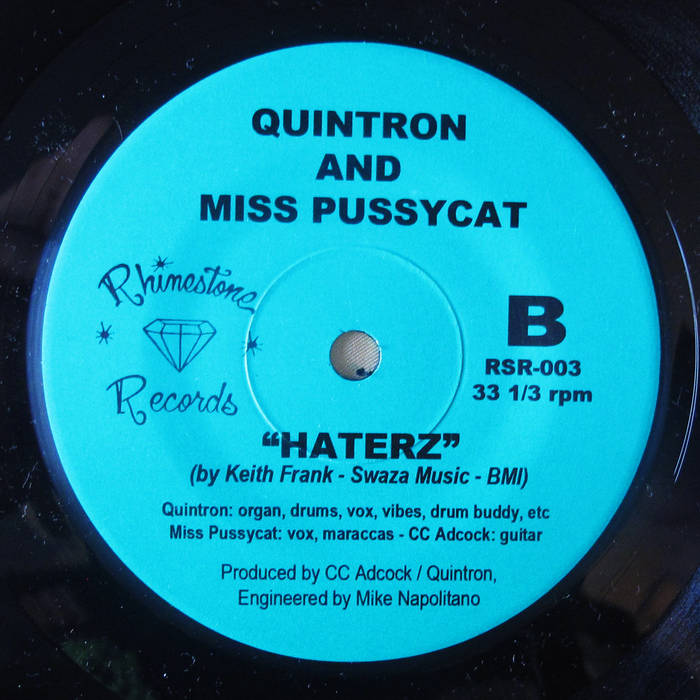 QUINTRON
AND
MISS PUSSYCAT
Rhinestone
Records
B
RSR-003
33 1/3 rpm
“HATERZ”
(by Keith Frank - Swaza Music - BMI)
Quintron: organ, drums, vox, vibes, drum buddy, etc
Miss Pussycat: vox, maraccas - CC Adcock: guitar
Produced by CC Adcock / Quintron,
Engineered by Mike Napolitano